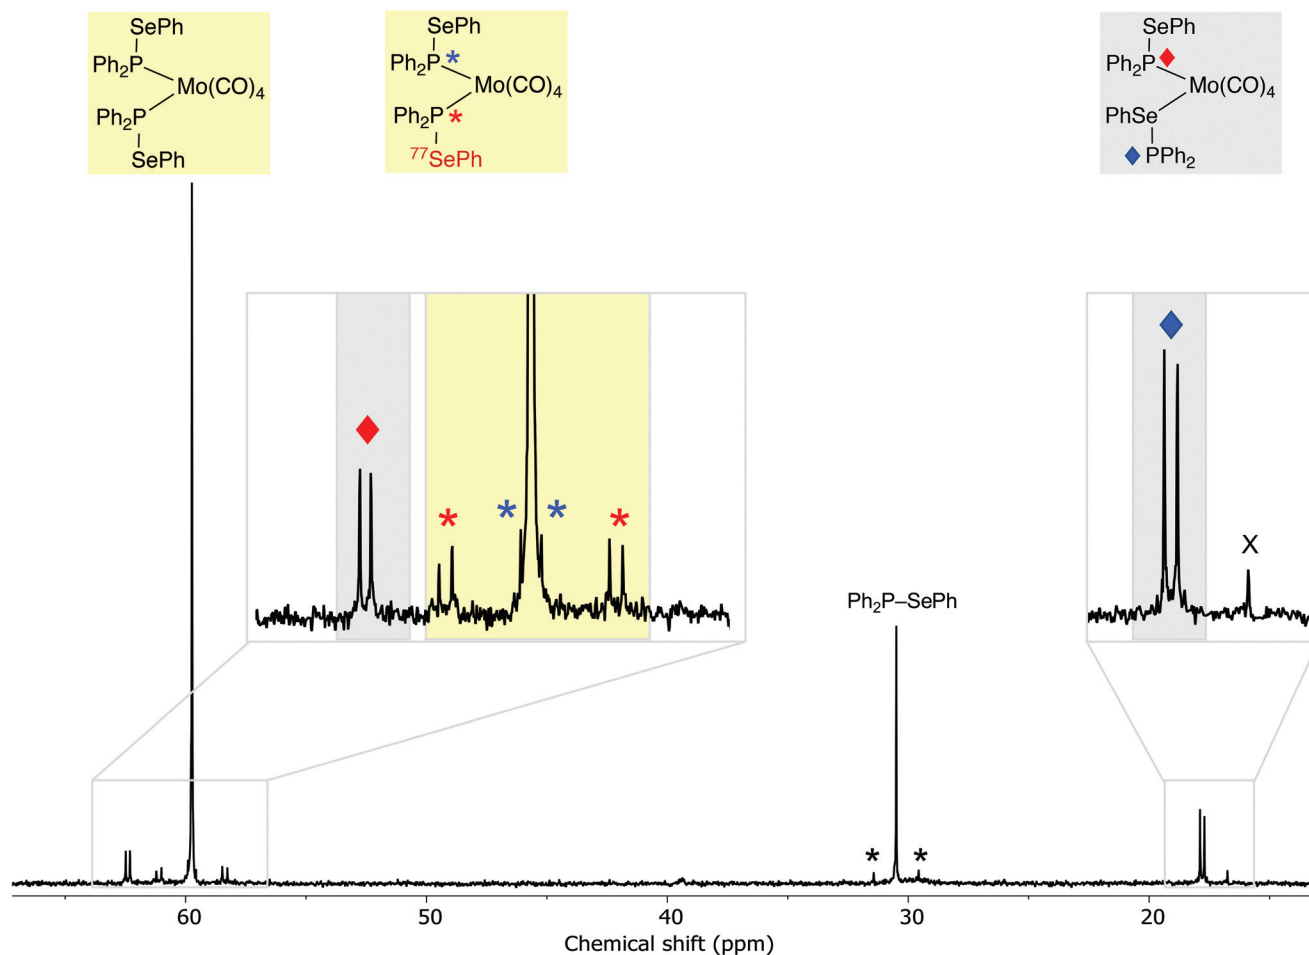 SePh
Ph₂P
Mo(CO)₄
Ph₂P
SePh
SePh
Ph₂P *
Mo(CO)₄
Ph₂P *
⁷⁷SePh
SePh
Ph₂P
Mo(CO)₄
PhSe
PPh₂
* * * *
X
Ph₂P–SePh
* *
60 50 40 30 20
Chemical shift (ppm)